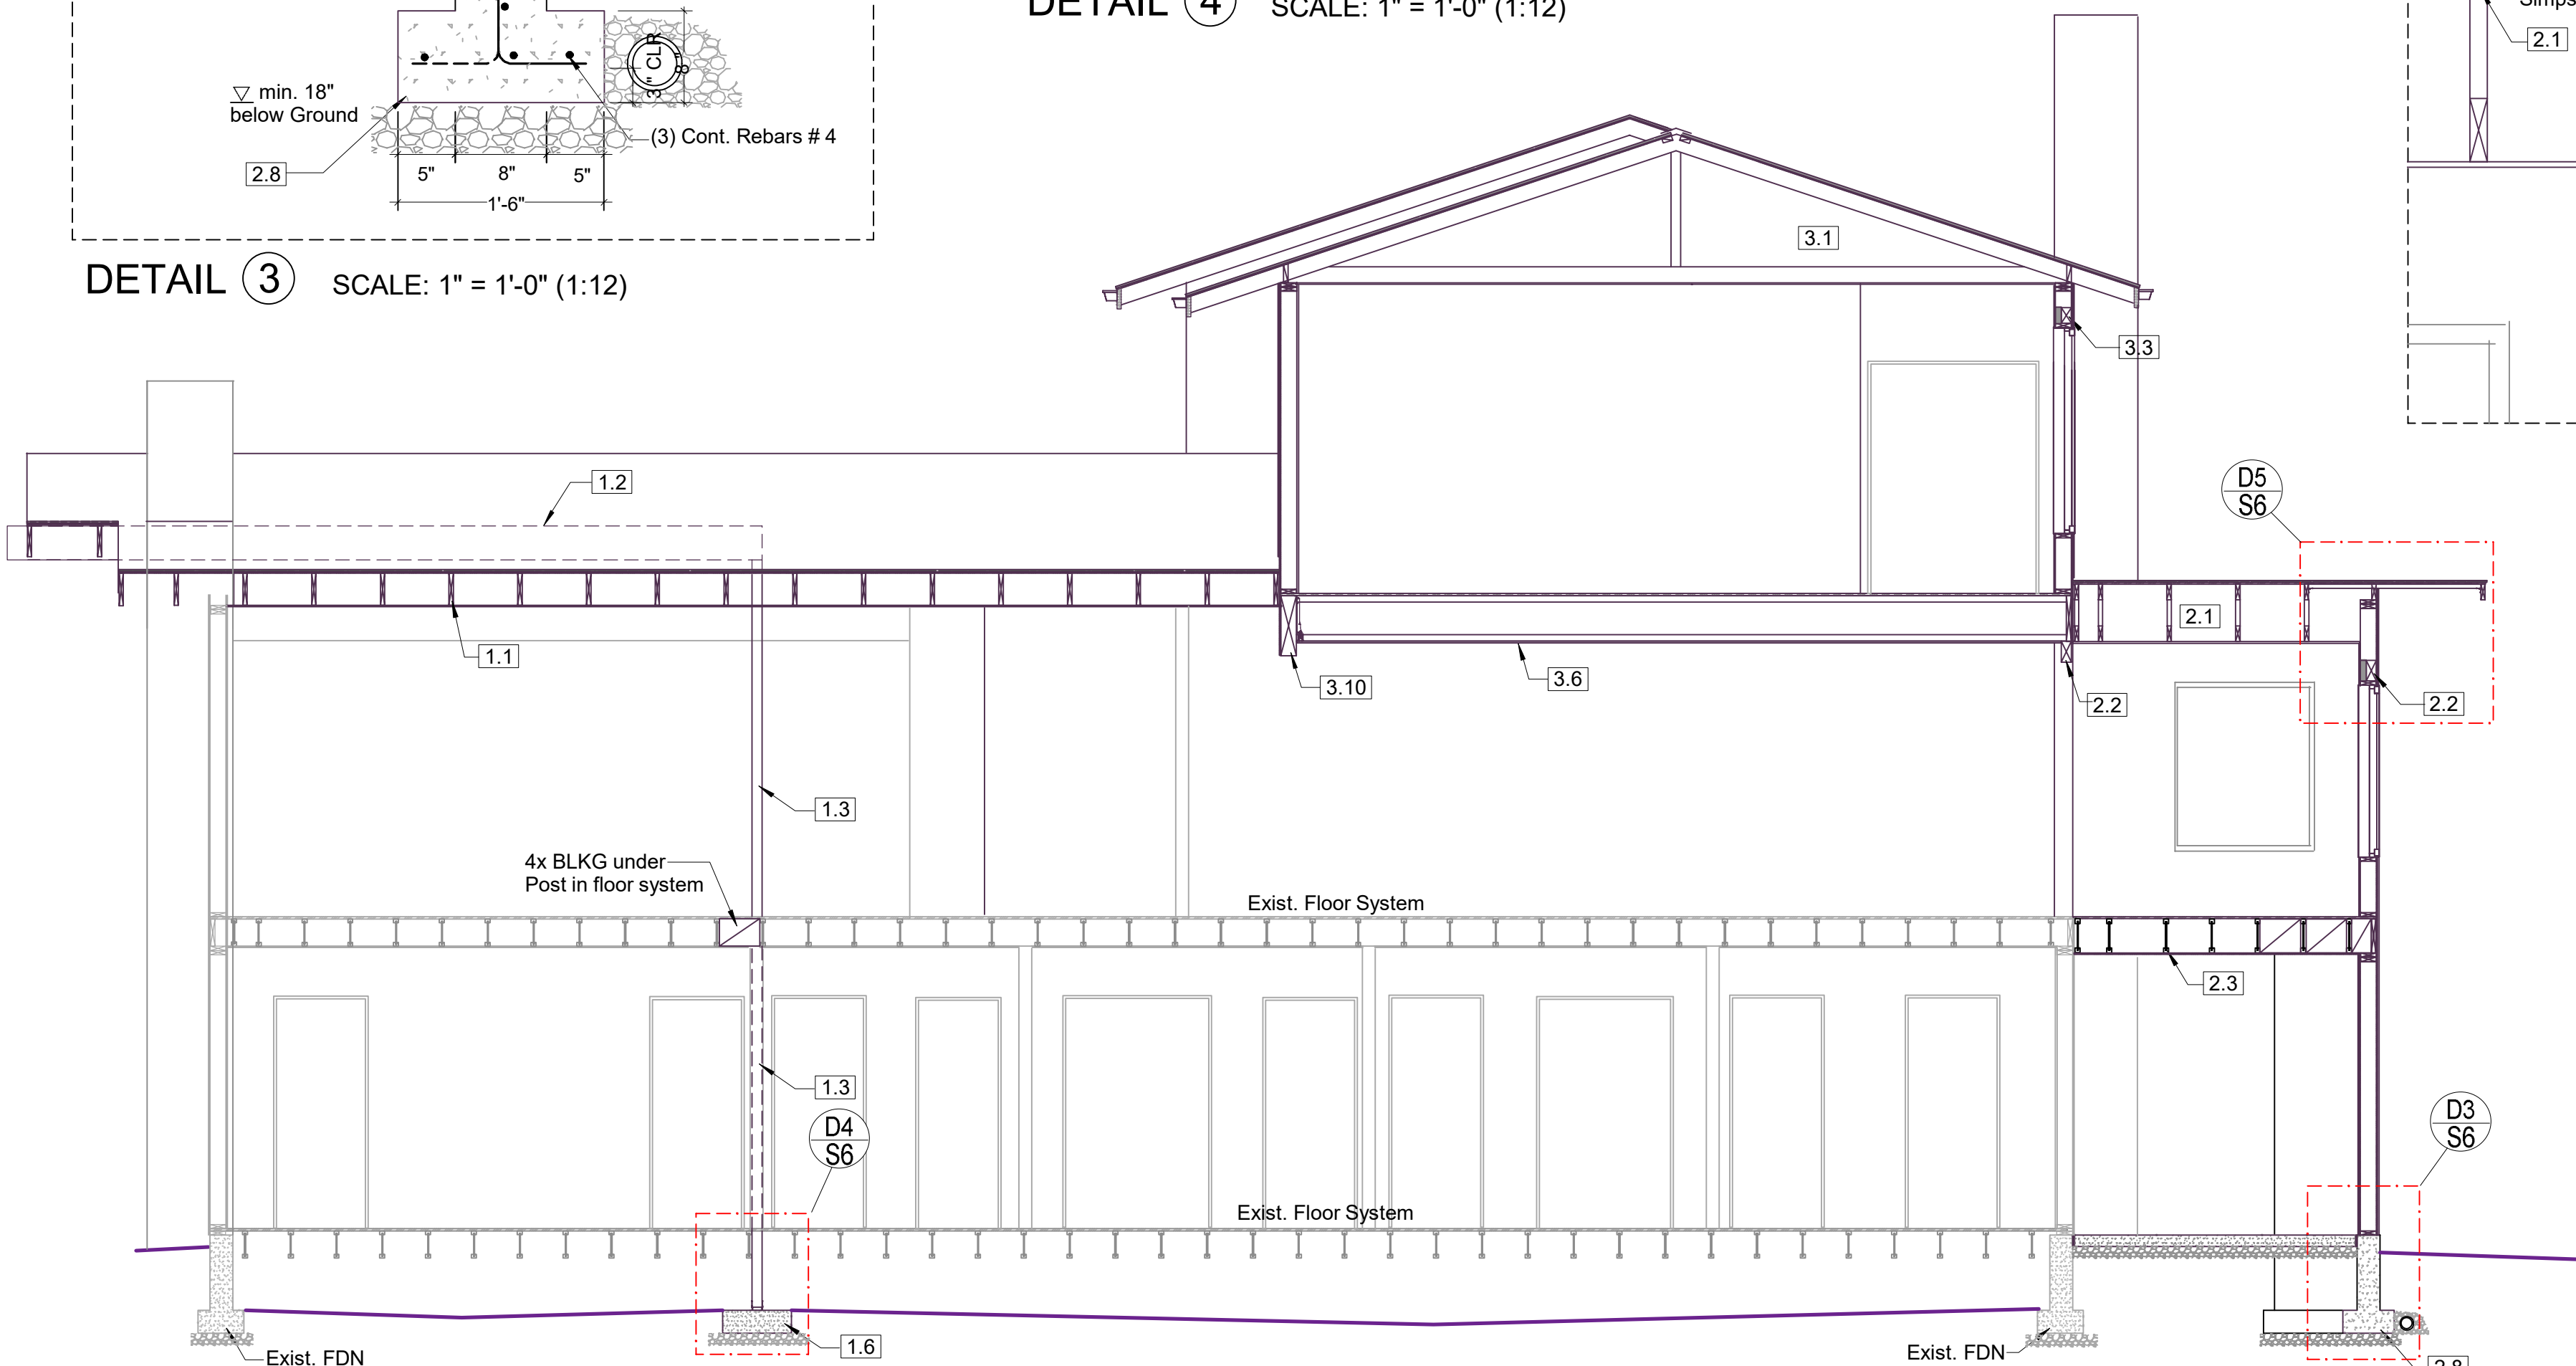 DETAIL 4 SCALE: 1" = 1'-0" (1:12)
2.1
3" CLR
8"
min. 18"
below Ground
(3) Cont. Rebars # 4
2.8
5" 8" 5"
1'-6"
DETAIL 3 SCALE: 1" = 1'-0" (1:12)
3.1
3.3
1.2
D5
S6
2.1
1.1
3.10
3.6
2.2
2.2
1.3
4x BLKG under
Post in floor system
Exist. Floor System
2.3
1.3
D4
S6
D3
S6
Exist. Floor System
1.6
Exist. FDN
Exist. FDN
2.8